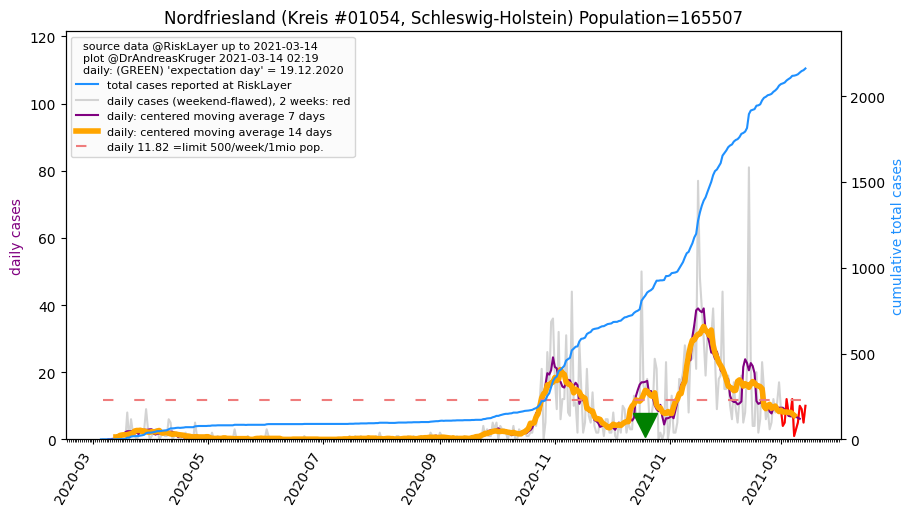 Nordfriesland (Kreis #01054, Schleswig-Holstein) Population=165507
source data @RiskLayer up to 2021-03-14
plot @DrAndreasKruger 2021-03-14 02:19
daily: (GREEN) 'expectation day' = 19.12.2020
total cases reported at RiskLayer
daily cases (weekend-flawed), 2 weeks: red
daily: centered moving average 7 days
daily: centered moving average 14 days
daily 11.82 =limit 500/week/1mio pop.
daily cases
120
100
80
60
40
20
0
cumulative total cases
2000
1500
1000
500
0
2020-03
2020-05
2020-07
2020-09
2020-11
2021-01
2021-03